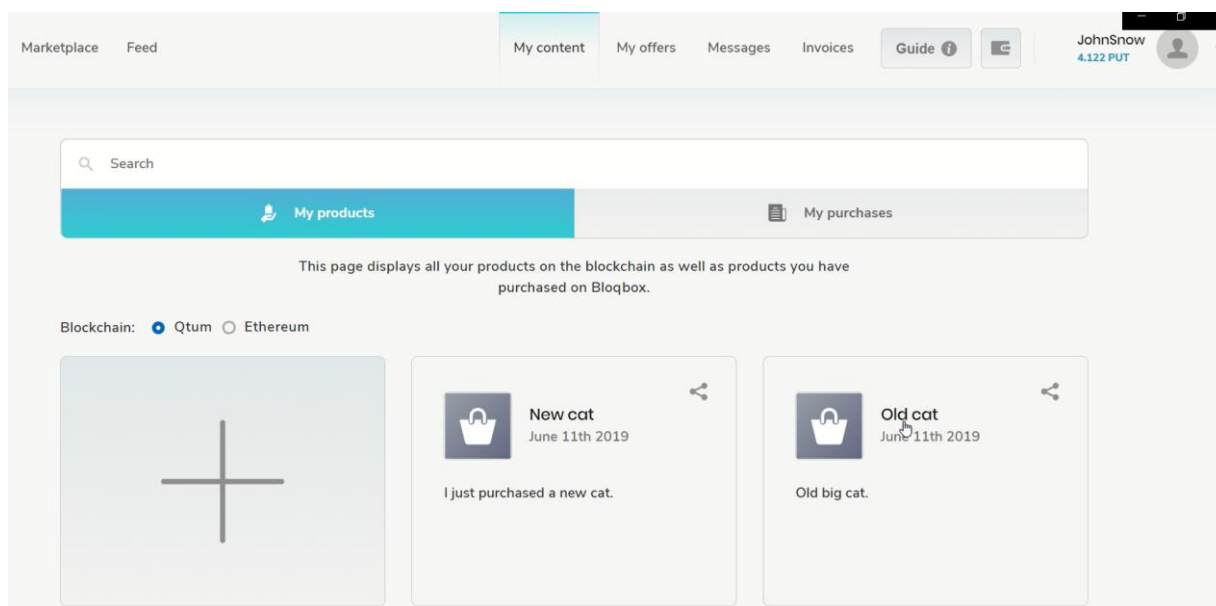 Marketplace Feed My content My offers Messages Invoices Guide JohnSnow
4.122 PUT
Search
My products My purchases
This page displays all your products on the blockchain as well as products you have
purchased on Bloqbox.
Blockchain: Qtum Ethereum
New cat
June 11th 2019
I just purchased a new cat.
Old cat
June 11th 2019
Old big cat.